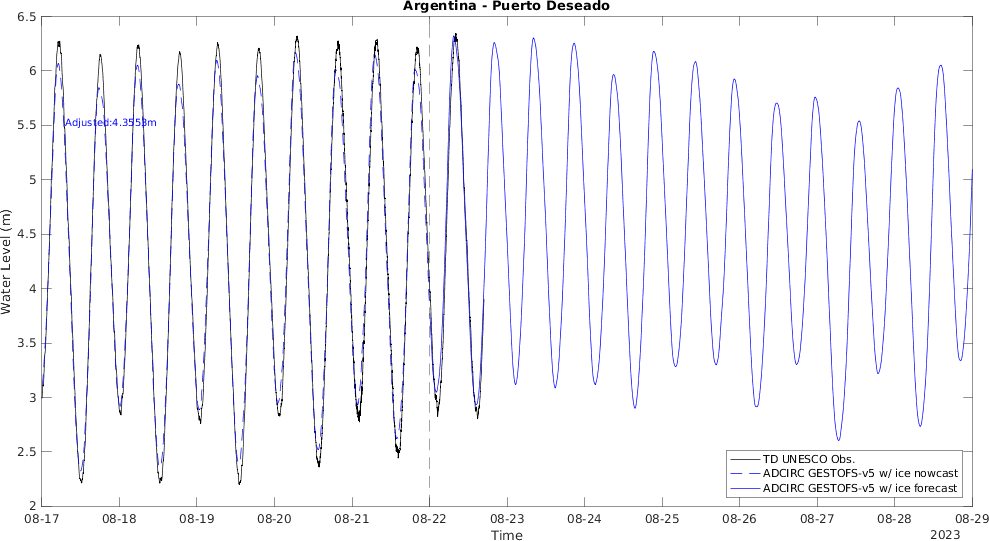 Argentina - Puerto Deseado
6.5
6
5.5
5
4.5
4
3.5
3
2.5
2
Water Level (m)
Adjusted:4.3553m
TD UNESCO Obs.
ADCIRC GESTOFS-v5 w/ ice nowcast
ADCIRC GESTOFS-v5 w/ ice forecast
08-17 08-18 08-19 08-20 08-21 08-22 08-23 08-24 08-25 08-26 08-27 08-28 08-29
Time
2023